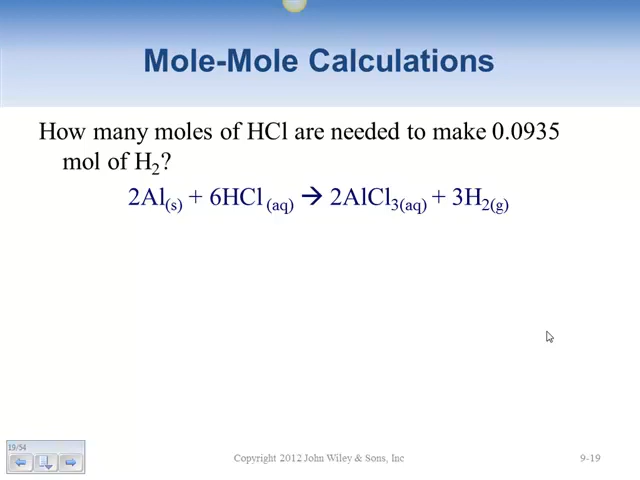 Mole-Mole Calculations
How many moles of HCl are needed to make 0.0935
mol of H₂?
2Al(s) + 6HCl (aq) → 2AlCl₃(aq) + 3H₂(g)
19/54
Copyright 2012 John Wiley & Sons, Inc
9-19